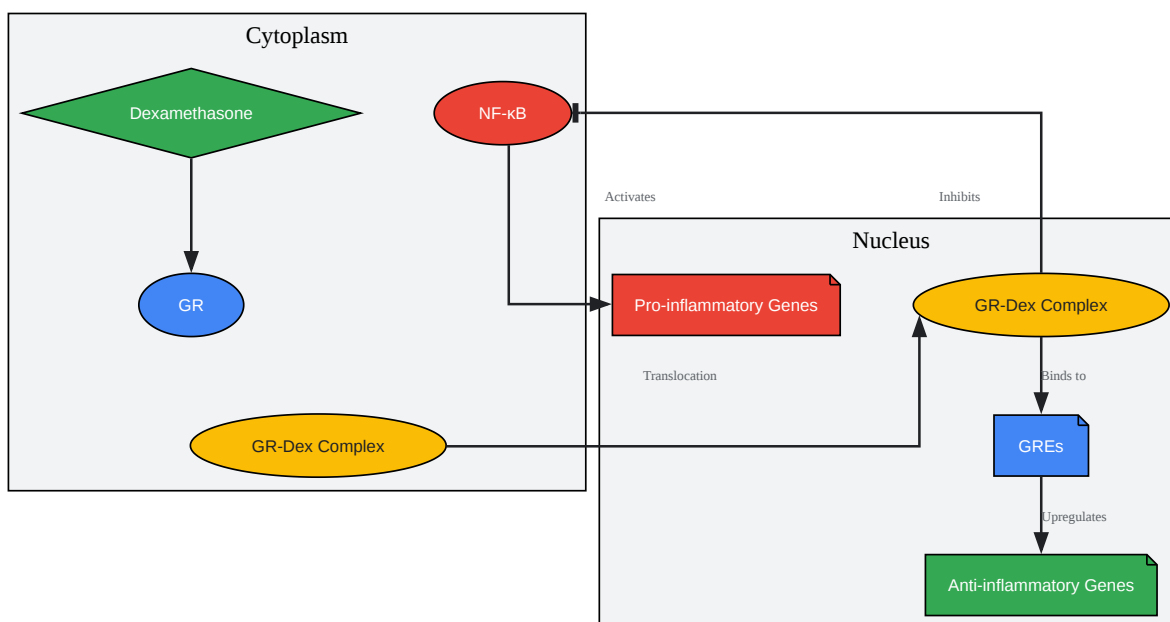 Cytoplasm
Dexamethasone
NF-κB
Activates
Inhibits
Nucleus
GR
Pro-inflammatory Genes
GR-Dex Complex
Translocation
Binds to
GR-Dex Complex
GREs
Upregulates
Anti-inflammatory Genes